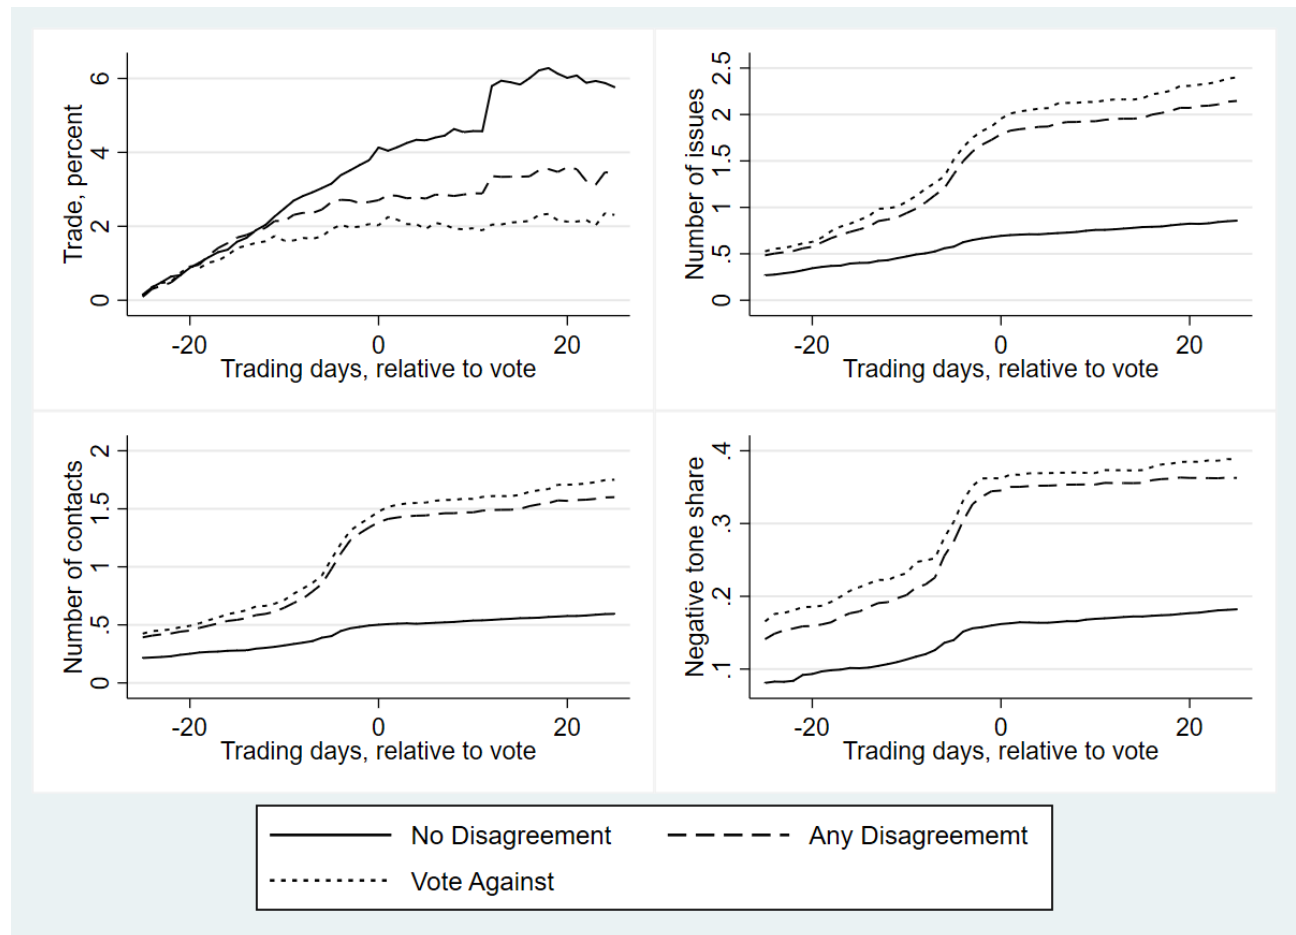 Trade, percent
6
4
2
0
-20 0 20
Trading days, relative to vote
Number of issues
2.5
2
1.5
1
.5
0
-20 0 20
Trading days, relative to vote
Number of contacts
2
1.5
1
.5
0
-20 0 20
Trading days, relative to vote
Negative tone share
.4
.3
.2
.1
-20 0 20
Trading days, relative to vote
No Disagreement
Any Disagrememt
Vote Against